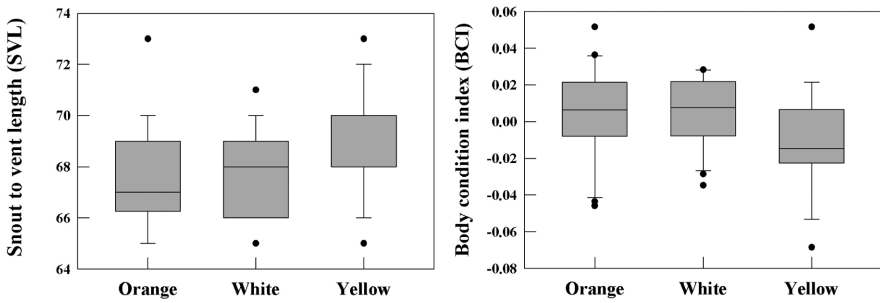 Snout to vent length (SVL)
74
72
70
68
66
64
Orange
White
Yellow
Body condition index (BCI)
0.06
0.04
0.02
0.00
-0.02
-0.04
-0.06
-0.08
Orange
White
Yellow